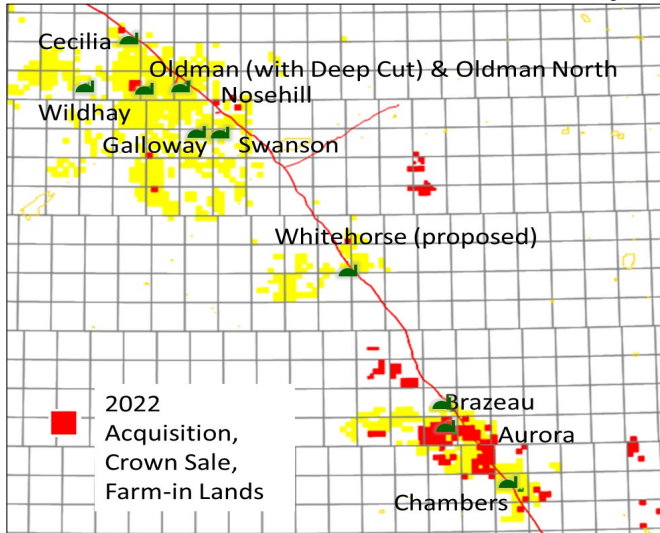 Cecilia
Oldman (with Deep Cut) & Oldman North
Nosehill
Wildhay
Galloway
Swanson
Whitehorse (proposed)
Brazeau
Aurora
Chambers
2022
Acquisition,
Crown Sale,
Farm-in Lands